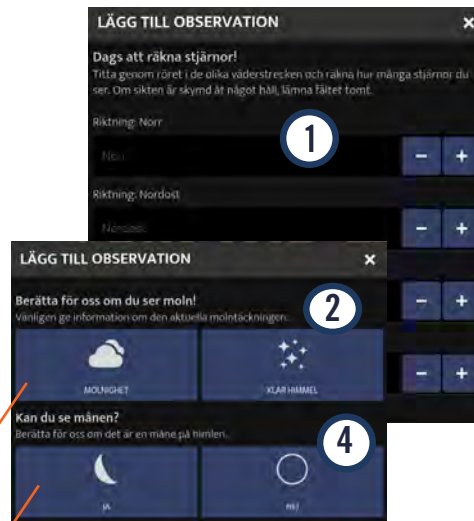 LÄGG TILL OBSERVATION ×
Dags att räkna stjärnor!
Titta genom röret i de olika väderstrecken och räkna hur många stjärnor du
ser. Om sikten är skymd åt något håll, lämna fältet tomt.
Riktning: Norr
1
Norr - +
Riktning: Nordost
Nordost - +
- +
- +
LÄGG TILL OBSERVATION ×
Berätta för oss om du ser moln!
2
Vänligen ge information om den aktuella molntäckningen.
MOLNIGHET KLAR HIMMEL
Kan du se månen?
4
Berätta för oss om det är en måne på himlen.
JA NEJ